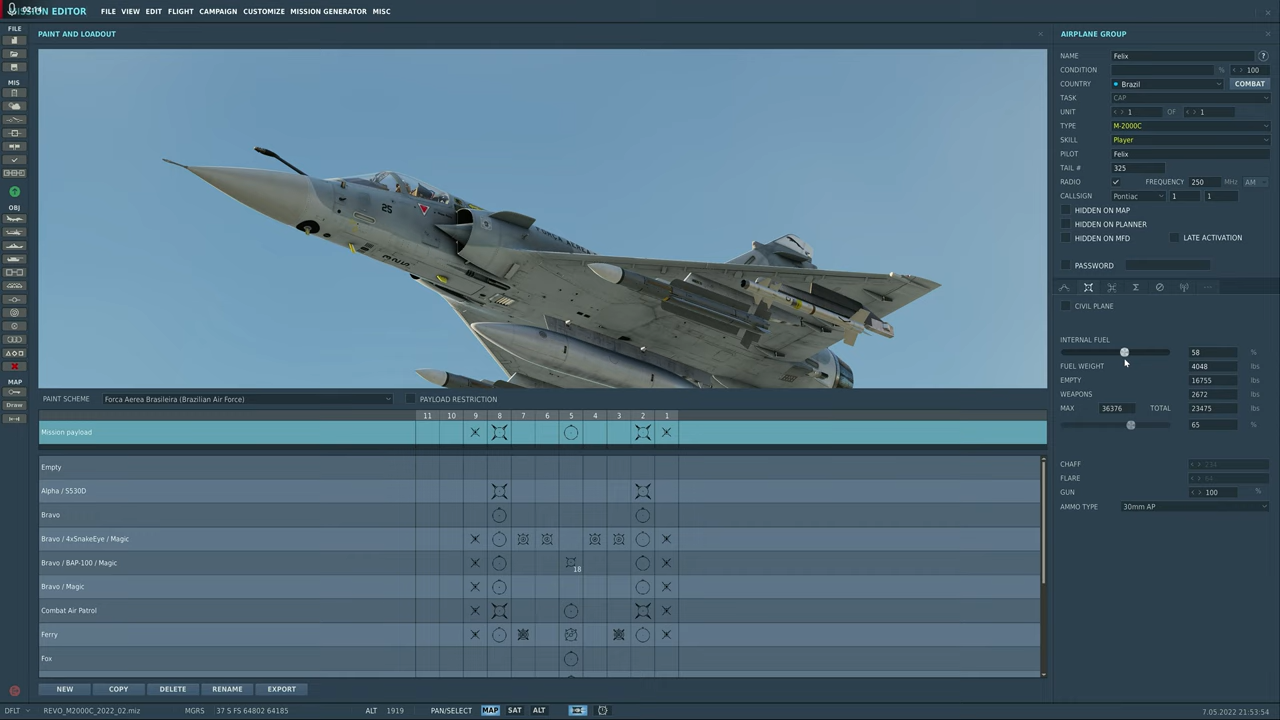 MISSION EDITOR FILE VIEW EDIT FLIGHT CAMPAIGN CUSTOMIZE MISSION GENERATOR MISC
FILE
MIS
OBJ
MAP
Draw
PAINT AND LOADOUT
25
325
PAINT SCHEME Forca Aerea Brasileira (Brazilian Air Force) PAYLOAD RESTRICTION
11 10 9 8 7 6 5 4 3 2 1
Mission payload
Empty
Alpha / S530D
Bravo
Bravo / 4xSnakeEye / Magic
Bravo / BAP-100 / Magic 18
Bravo / Magic
Combat Air Patrol
Ferry
Fox
NEW COPY DELETE RENAME EXPORT
AIRPLANE GROUP
NAME Felix ?
CONDITION % < > 100
COUNTRY Brazil COMBAT
TASK CAP
UNIT < > 1 OF < > 1
TYPE M-2000C
SKILL Player
PILOT Felix
TAIL # 325
RADIO FREQUENCY 250 MHz AM
CALLSIGN Pontiac 1 1
HIDDEN ON MAP
HIDDEN ON PLANNER
HIDDEN ON MFD LATE ACTIVATION
PASSWORD
CIVIL PLANE
INTERNAL FUEL
58 %
FUEL WEIGHT 4048 lbs
EMPTY 16755 lbs
WEAPONS 2672 lbs
MAX 36376 TOTAL 23475 lbs
65 %
CHAFF < > 234
FLARE < > 64
GUN < > 100 %
AMMO TYPE 30mm AP
DFLT REVO_M2000C_2022_02.miz MGRS 37 S FS 64802 64185 ALT 1919 PAN/SELECT MAP SAT ALT 7.05.2022 21:53:54